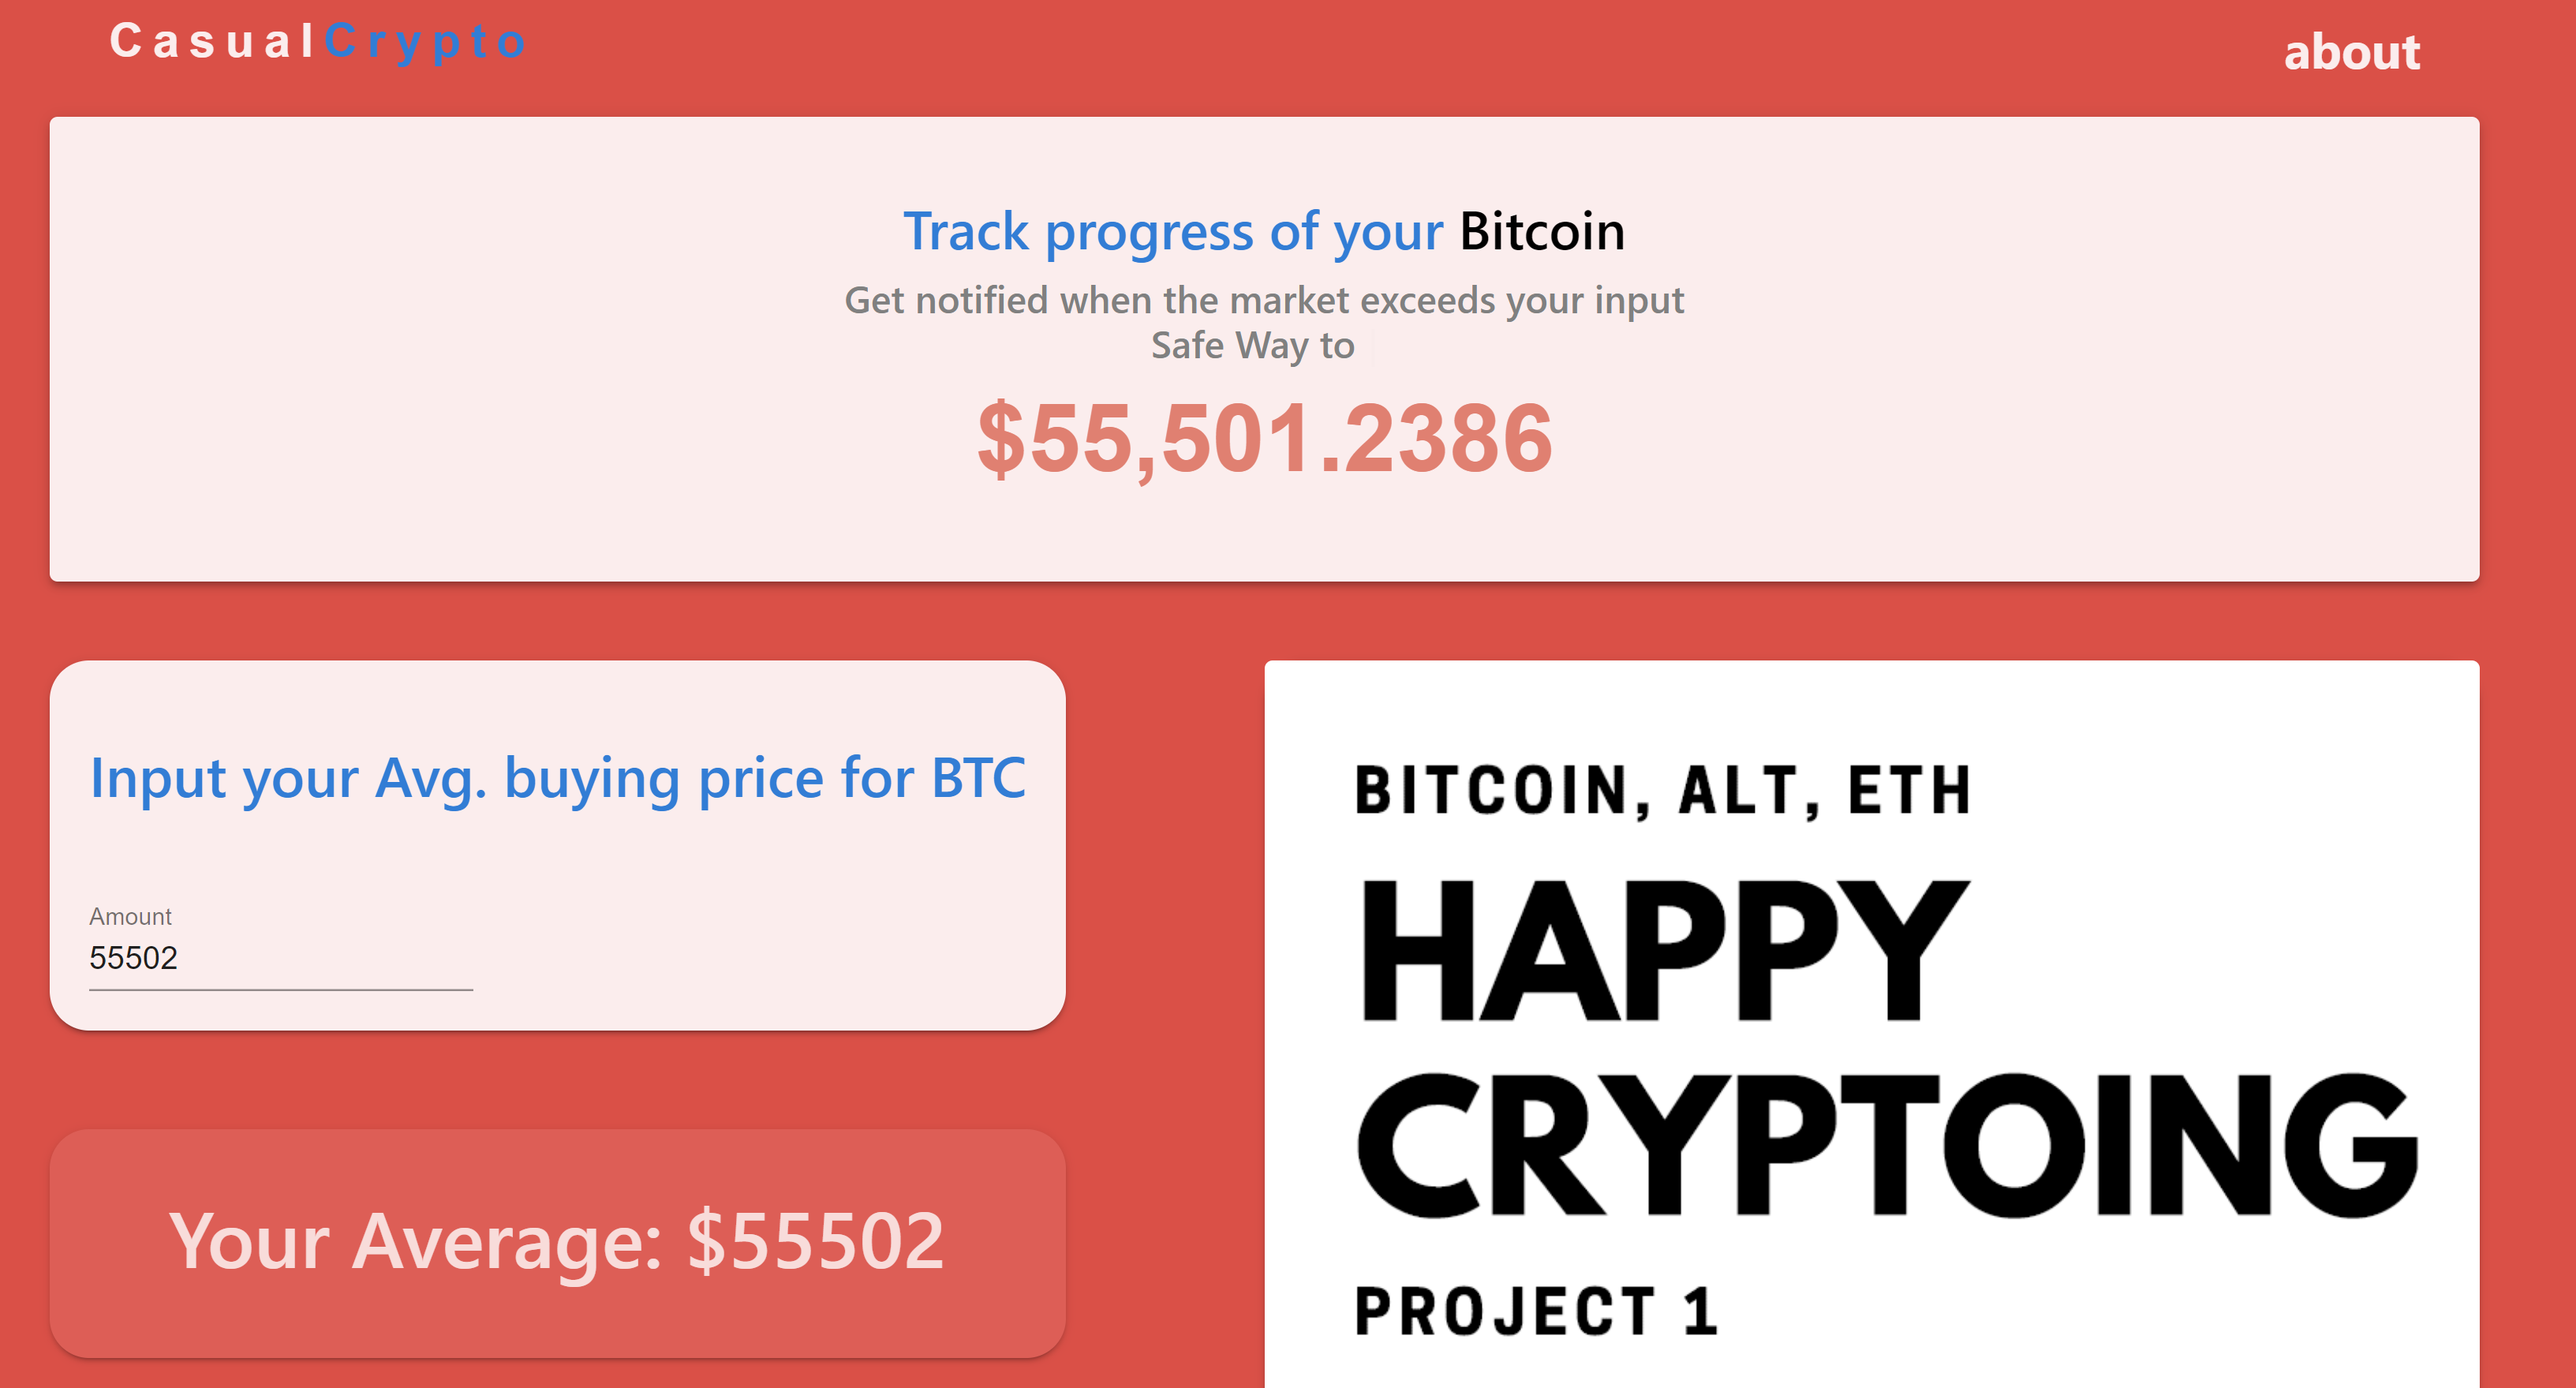 CasualCrypto
about
Track progress of your Bitcoin
Get notified when the market exceeds your input
Safe Way to
$55,501.2386
Input your Avg. buying price for BTC
Amount
55502
Your Average: $55502
BITCOIN, ALT, ETH
HAPPY
CRYPTOING
PROJECT 1